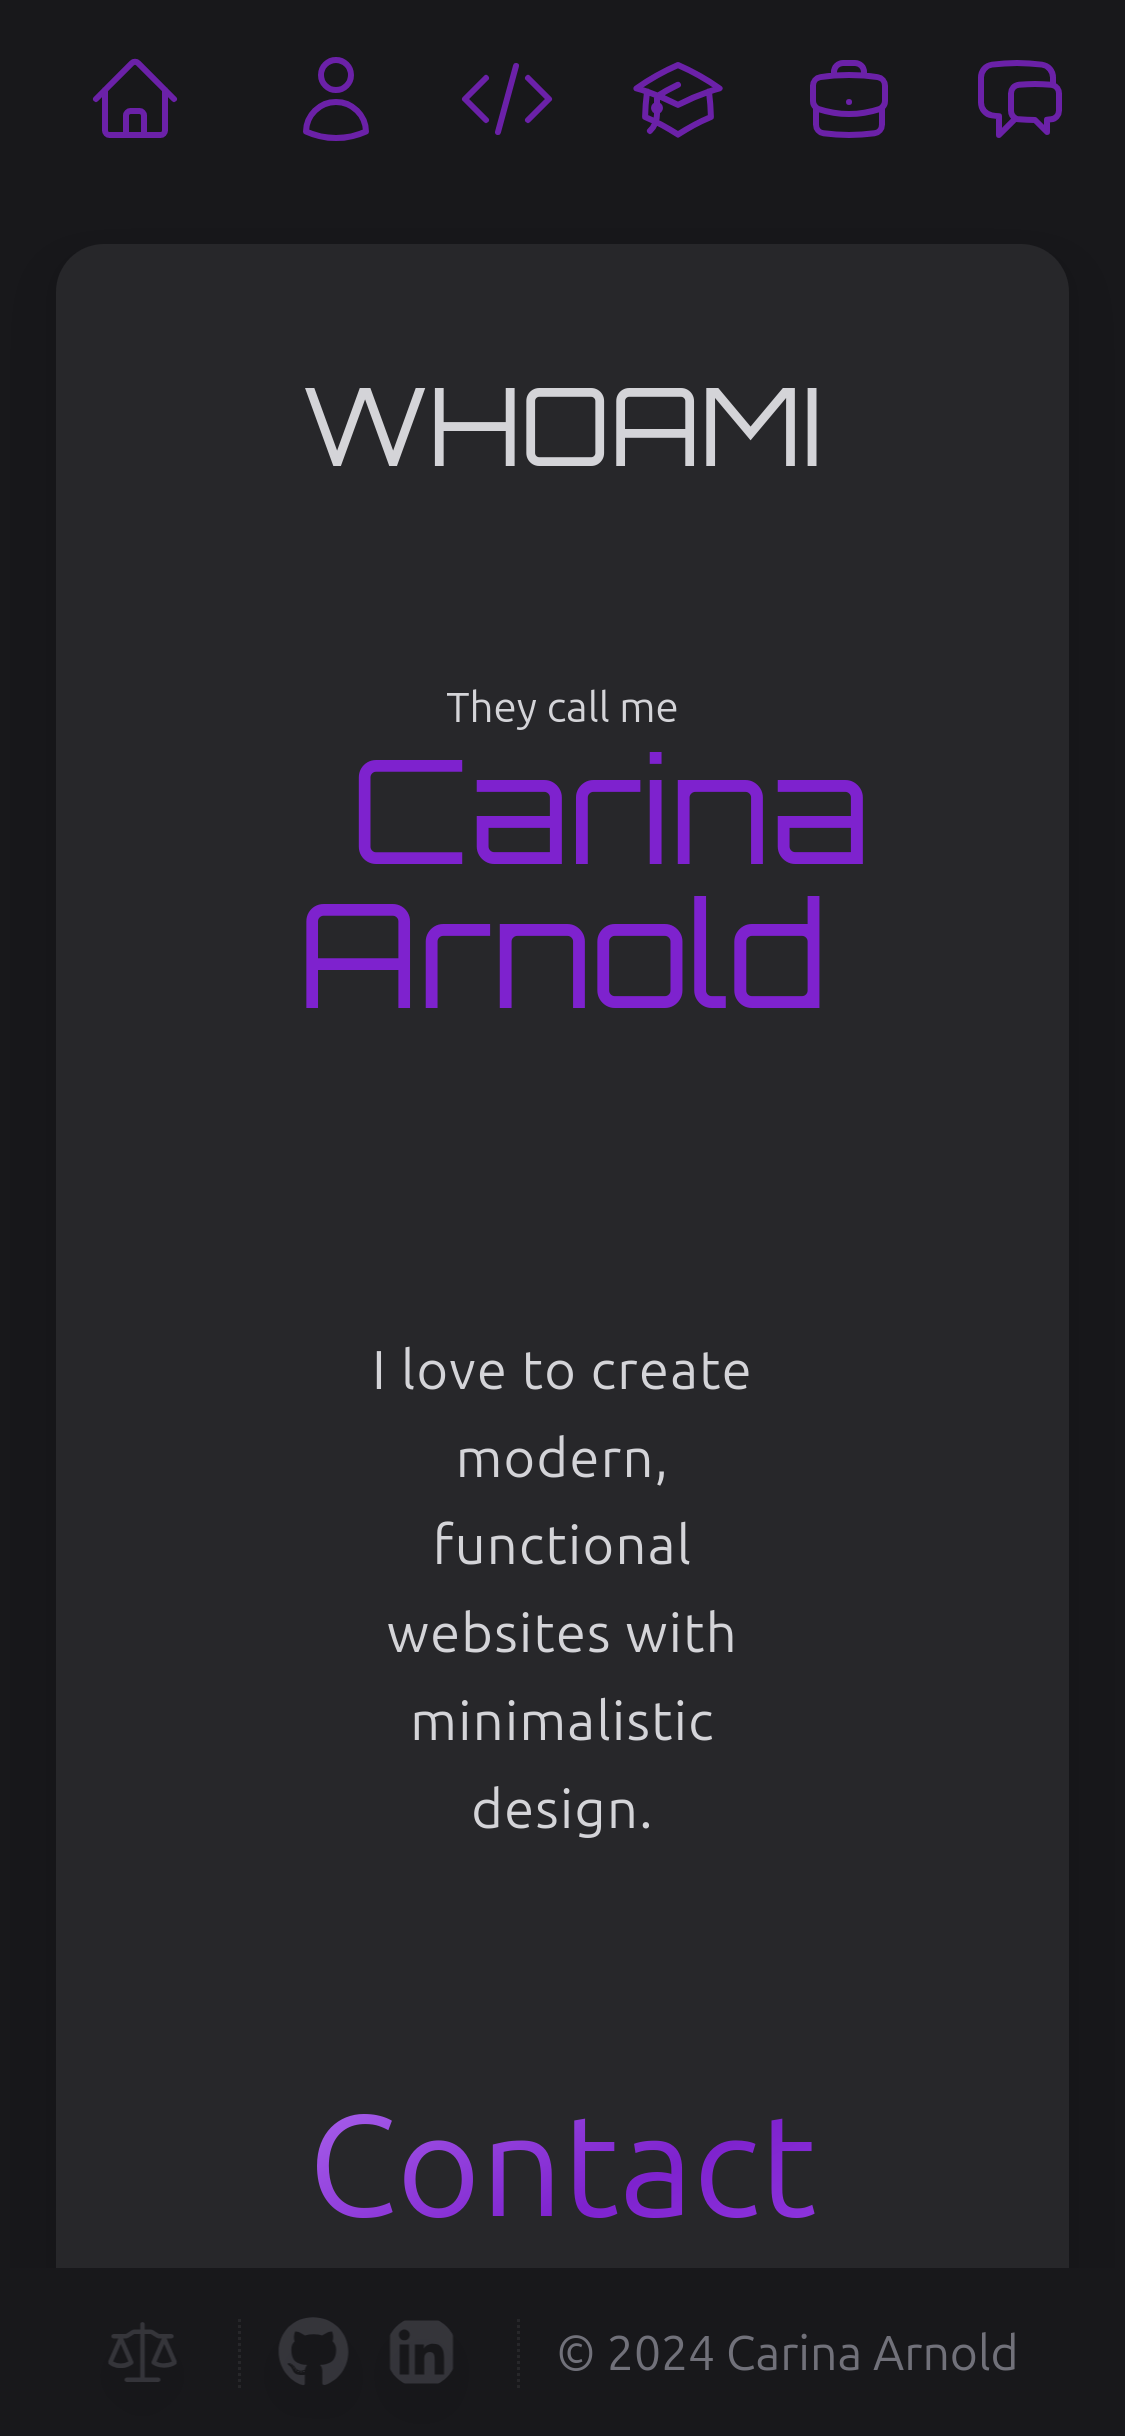 WHOAMI
They call me
Carina
Arnold
I love to create
modern,
functional
websites with
minimalistic
design.
Contact
© 2024 Carina Arnold